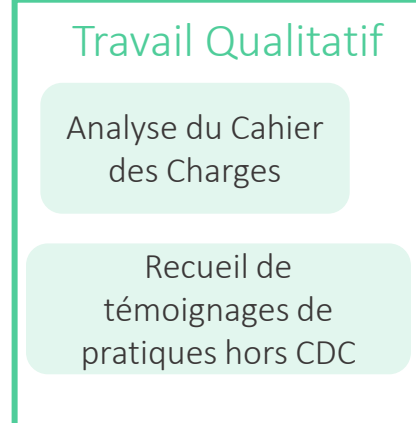 Travail Qualitatif
Analyse du Cahier
des Charges
Recueil de
témoignages de
pratiques hors CDC